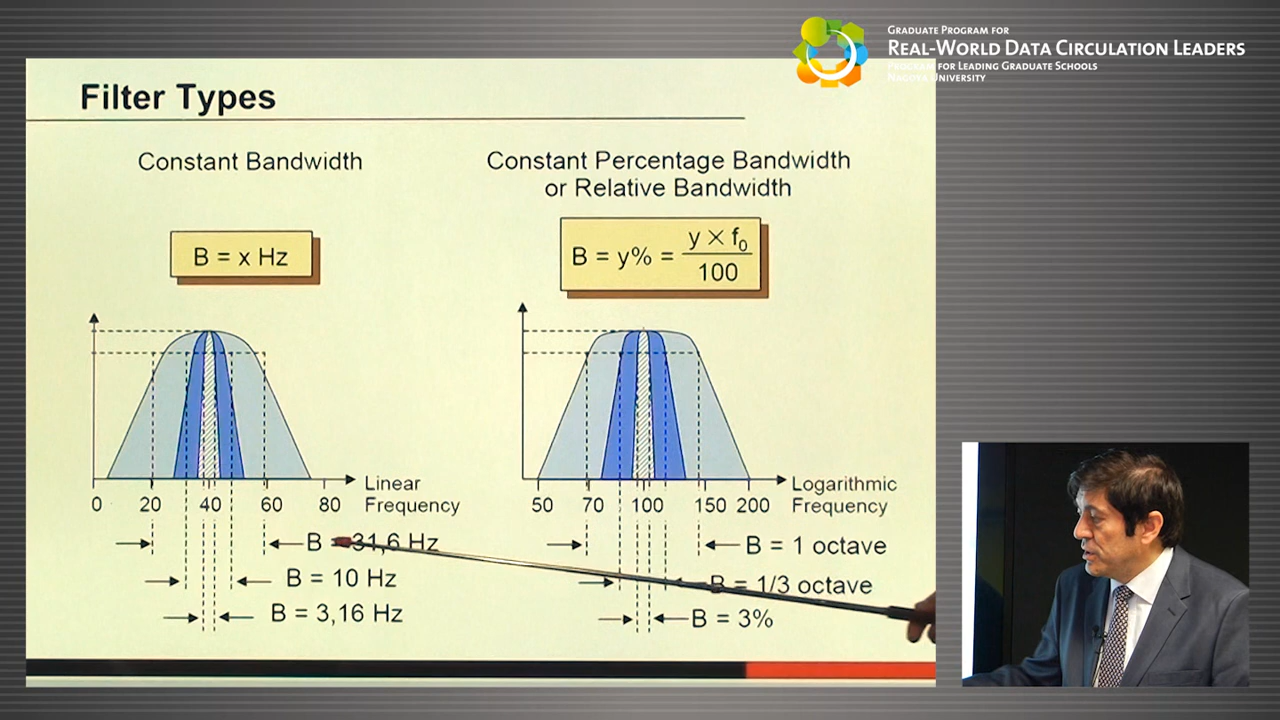 GRADUATE PROGRAM FOR
REAL-WORLD DATA CIRCULATION LEADERS
PROGRAM FOR LEADING GRADUATE SCHOOLS
NAGOYA UNIVERSITY
Filter Types
Constant Bandwidth
B = x Hz
0 20 40 60 80
Linear
Frequency
B = 31,6 Hz
B = 10 Hz
B = 3,16 Hz
Constant Percentage Bandwidth
or Relative Bandwidth
B = y% = y × f₀ / 100
50 70 100 150 200
Logarithmic
Frequency
B = 1 octave
B = 1/3 octave
B = 3%